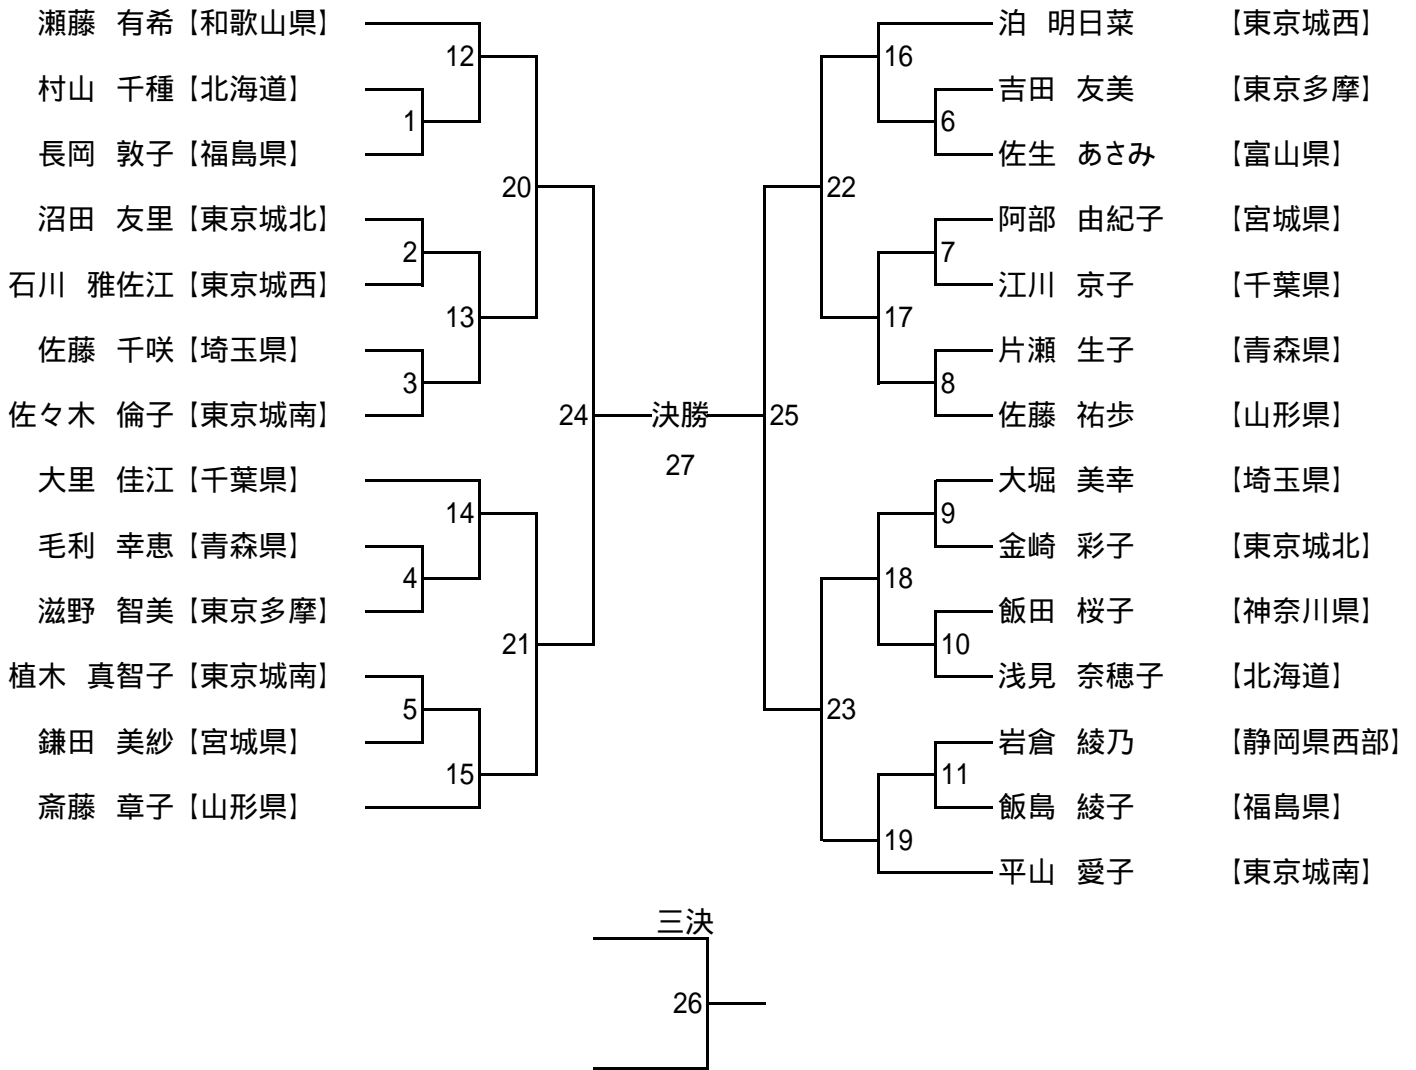 瀬藤 有希【和歌山県】
12
村山 千種【北海道】
1
長岡 敦子【福島県】
20
沼田 友里【東京城北】
2
石川 雅佐江【東京城西】
13
佐藤 千咲【埼玉県】
3
佐々木 倫子【東京城南】
24
大里 佳江【千葉県】
14
毛利 幸恵【青森県】
4
滋野 智美【東京多摩】
21
植木 真智子【東京城南】
5
鎌田 美紗【宮城県】
15
斎藤 章子【山形県】
決勝
27
泊 明日菜 【東京城西】
16
吉田 友美 【東京多摩】
6
佐生 あさみ 【富山県】
22
阿部 由紀子 【宮城県】
7
江川 京子 【千葉県】
17
片瀬 生子 【青森県】
8
佐藤 祐歩 【山形県】
25
大堀 美幸 【埼玉県】
9
金崎 彩子 【東京城北】
18
飯田 桜子 【神奈川県】
10
浅見 奈穂子 【北海道】
23
岩倉 綾乃 【静岡県西部】
11
飯島 綾子 【福島県】
19
平山 愛子 【東京城南】
三決
26